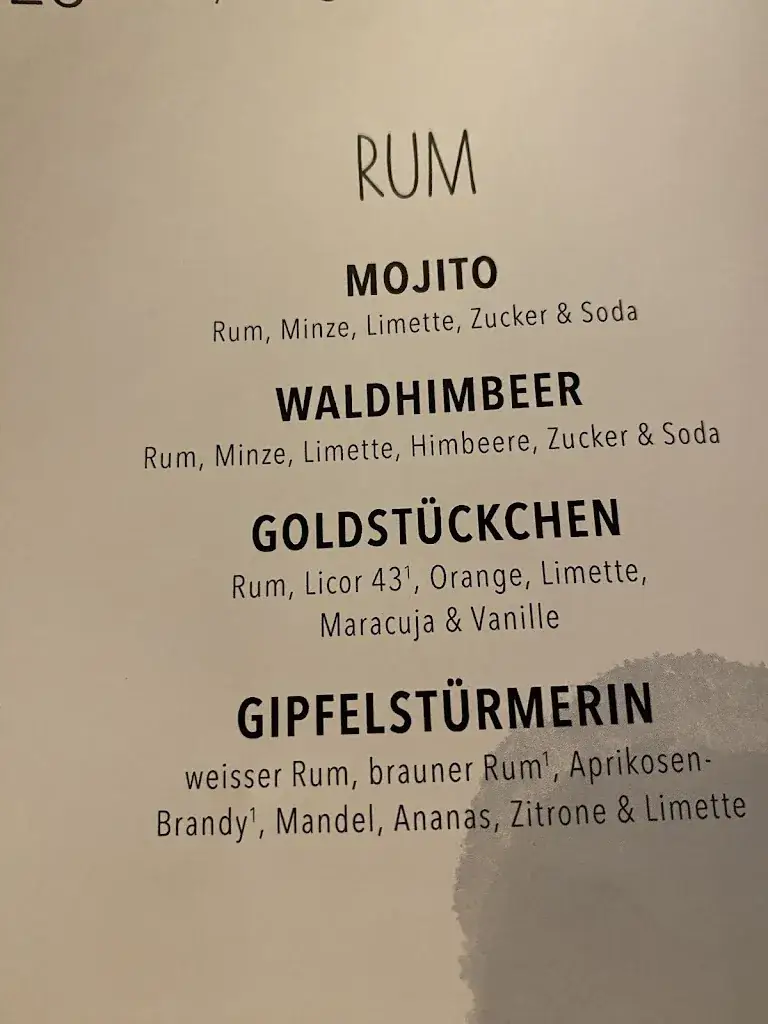 RUM
MOJITO
Rum, Minze, Limette, Zucker & Soda
WALDHIMBEER
Rum, Minze, Limette, Himbeere, Zucker & Soda
GOLDSTÜCKCHEN
Rum, Licor 43¹, Orange, Limette,
Maracuja & Vanille
GIPFELSTÜRMERIN
weisser Rum, brauner Rum¹, Aprikosen-
Brandy¹, Mandel, Ananas, Zitrone & Limette